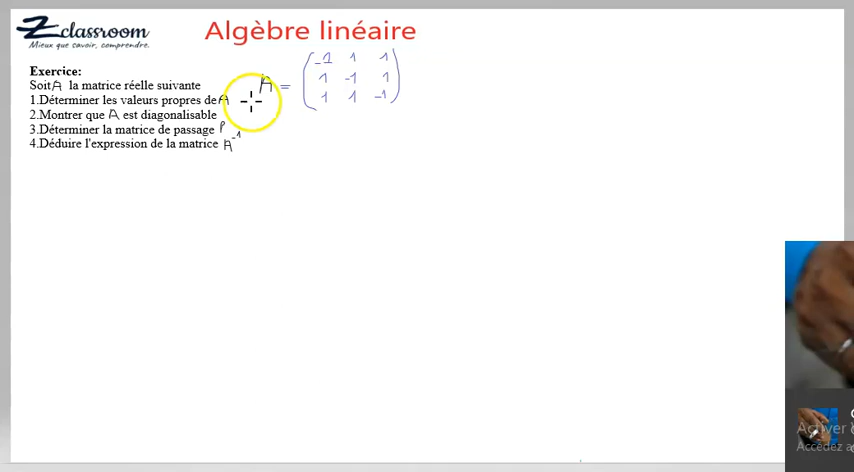 Zclassroom
Mieux que savoir, comprendre.
Algèbre linéaire
Exercice:
Soit A la matrice réelle suivante A = ( -1 1 1
1 -1 1
1 1 -1 )
1.Déterminer les valeurs propres de A
2.Montrer que A est diagonalisable
3.Déterminer la matrice de passage P
4.Déduire l'expression de la matrice A⁻¹
Activer
Accédez a